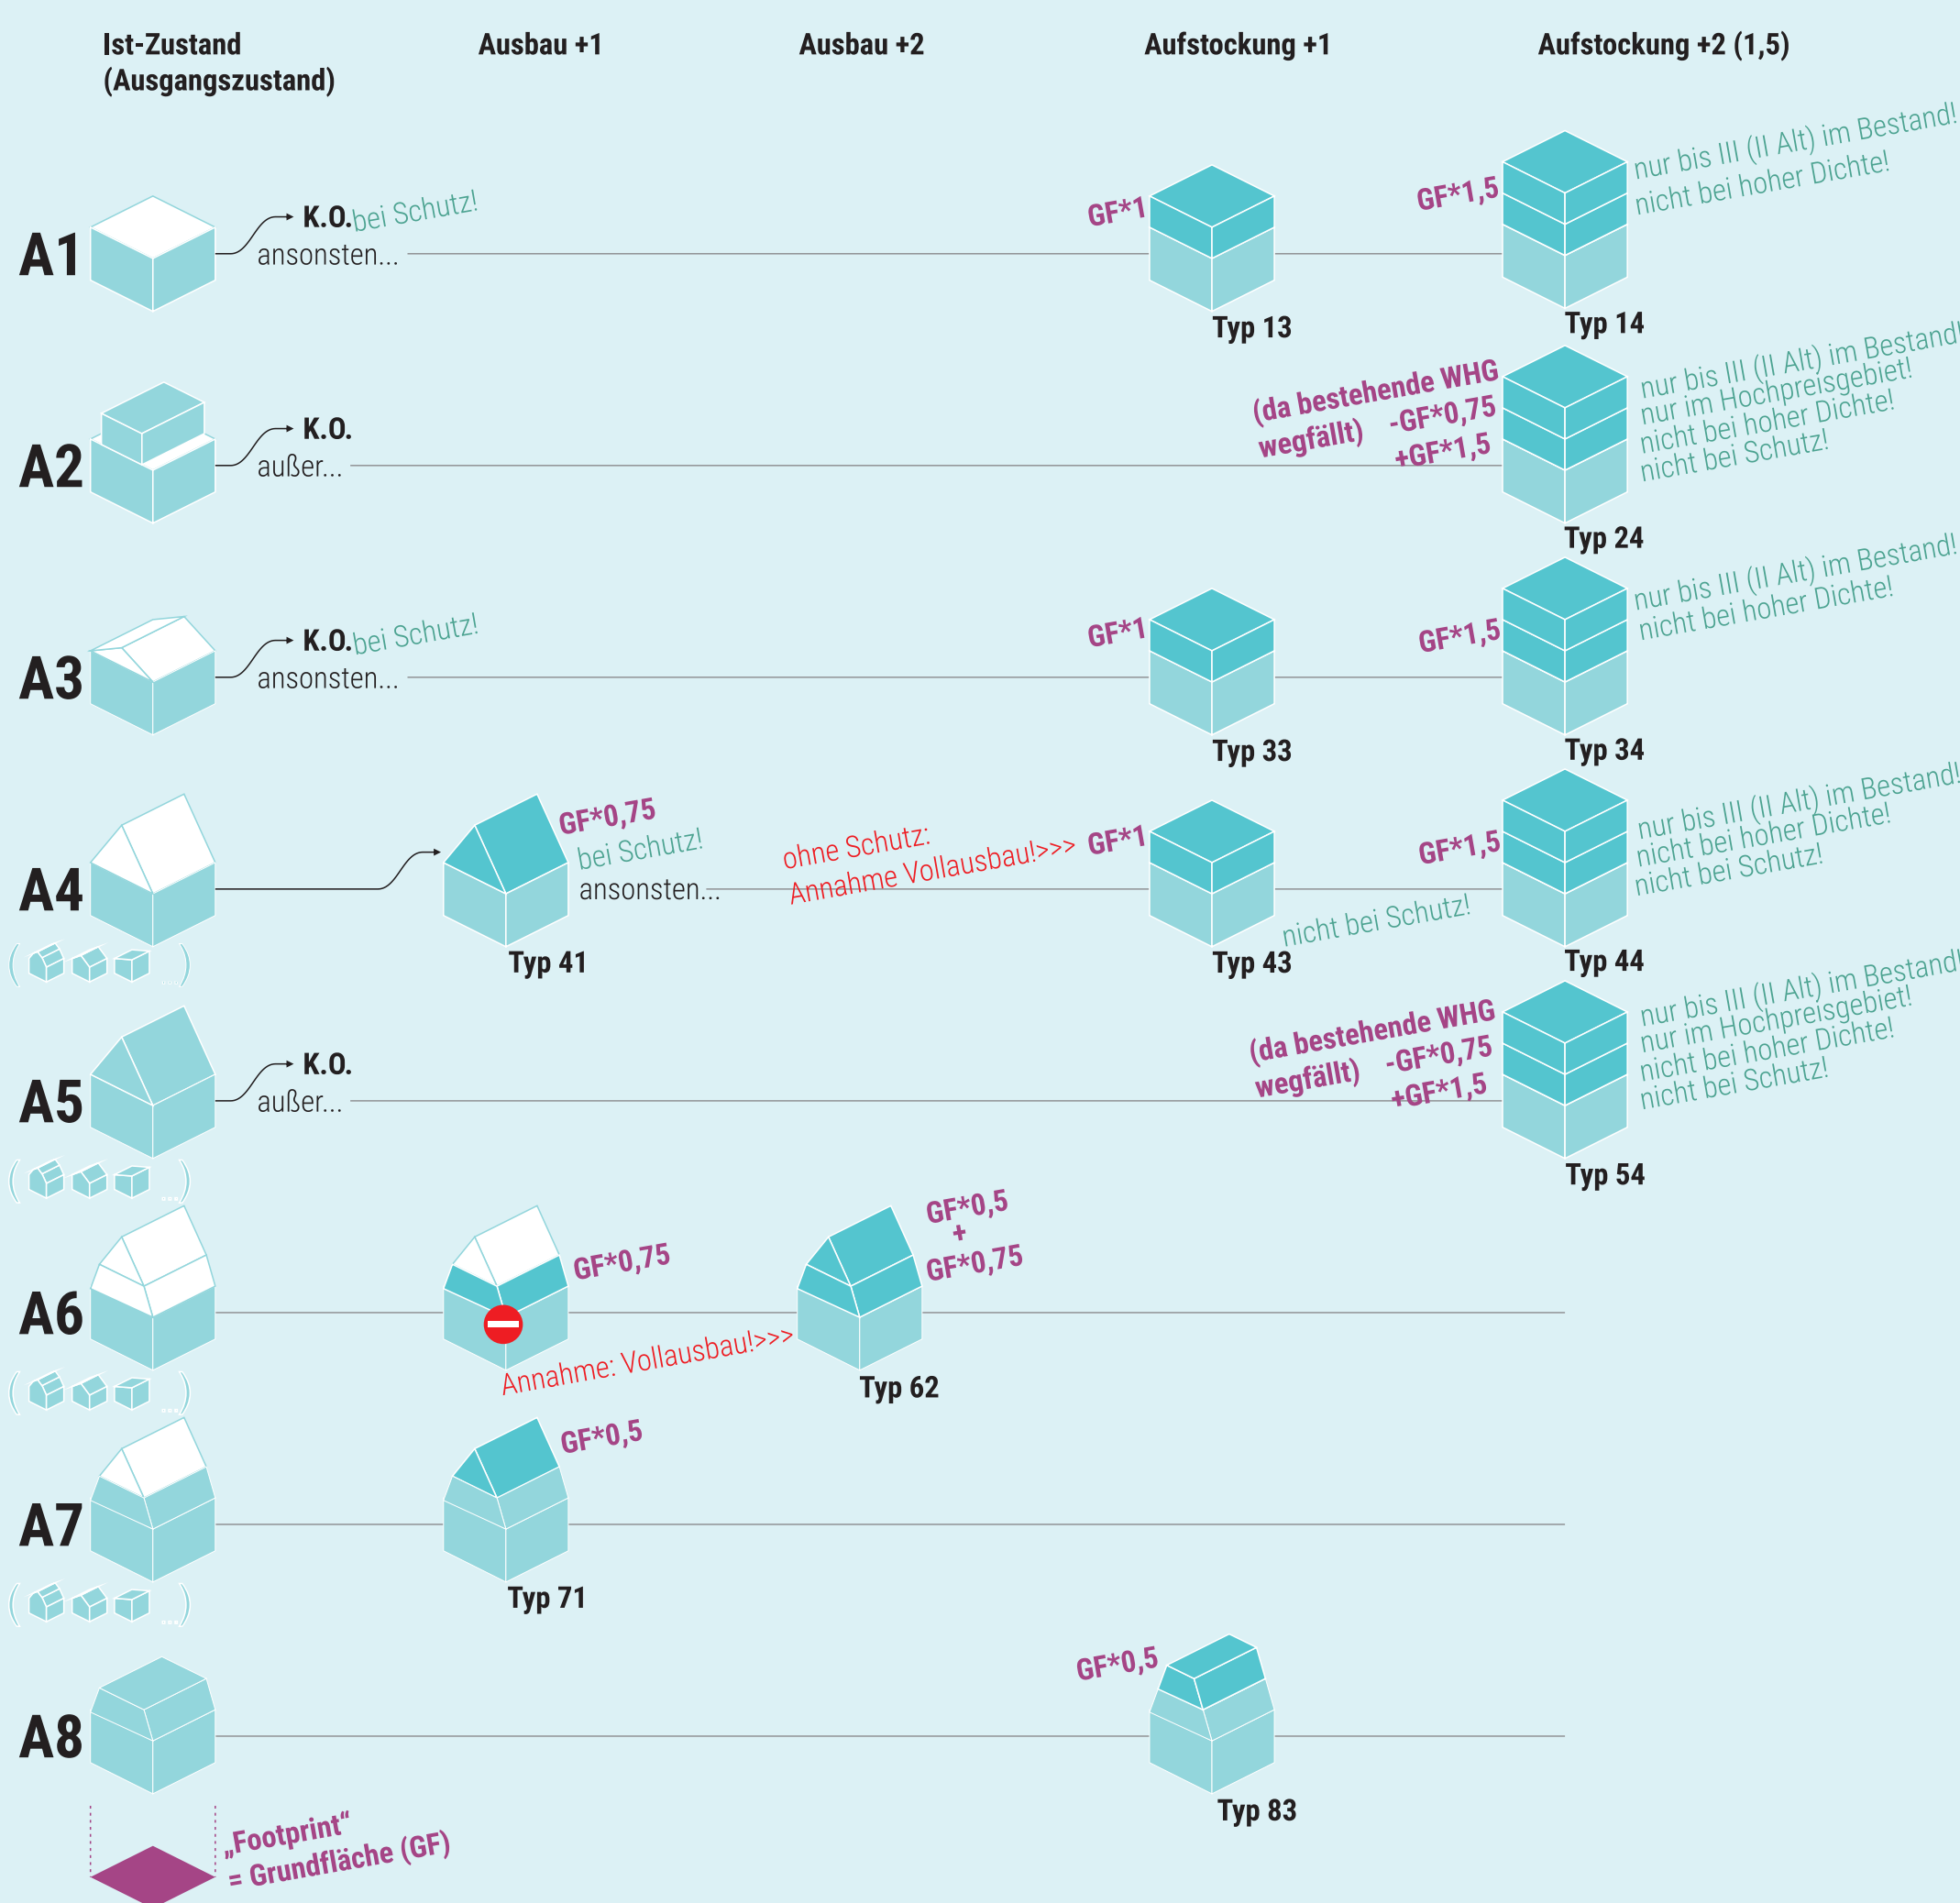 Ist-Zustand
(Ausgangszustand)
Ausbau +1
Ausbau +2
Aufstockung +1
Aufstockung +2 (1,5)
A1
K.O. bei Schutz!
ansonsten...
GF*1
Typ 13
GF*1,5
nur bis III (II Alt) im Bestand!
nicht bei hoher Dichte!
Typ 14
A2
K.O.
außer...
(da bestehende WHG
wegfällt) -GF*0,75
+GF*1,5
nur bis III (II Alt) im Bestand!
nur im Hochpreisgebiet!
nicht bei hoher Dichte!
nicht bei Schutz!
Typ 24
A3
K.O. bei Schutz!
ansonsten...
GF*1
Typ 33
GF*1,5
nur bis III (II Alt) im Bestand!
nicht bei hoher Dichte!
Typ 34
A4
( ...)
GF*0,75
bei Schutz!
ansonsten...
Typ 41
ohne Schutz:
Annahme Vollausbau!>>>
GF*1
nicht bei Schutz!
Typ 43
GF*1,5
nur bis III (II Alt) im Bestand!
nicht bei hoher Dichte!
nicht bei Schutz!
Typ 44
A5
( ...)
K.O.
außer...
(da bestehende WHG
wegfällt) -GF*0,75
+GF*1,5
nur bis III (II Alt) im Bestand!
nur im Hochpreisgebiet!
nicht bei hoher Dichte!
nicht bei Schutz!
Typ 54
A6
( ...)
GF*0,75
Annahme: Vollausbau!>>>
GF*0,5
+
GF*0,75
Typ 62
A7
( ...)
GF*0,5
Typ 71
A8
GF*0,5
Typ 83
„Footprint“
= Grundfläche (GF)